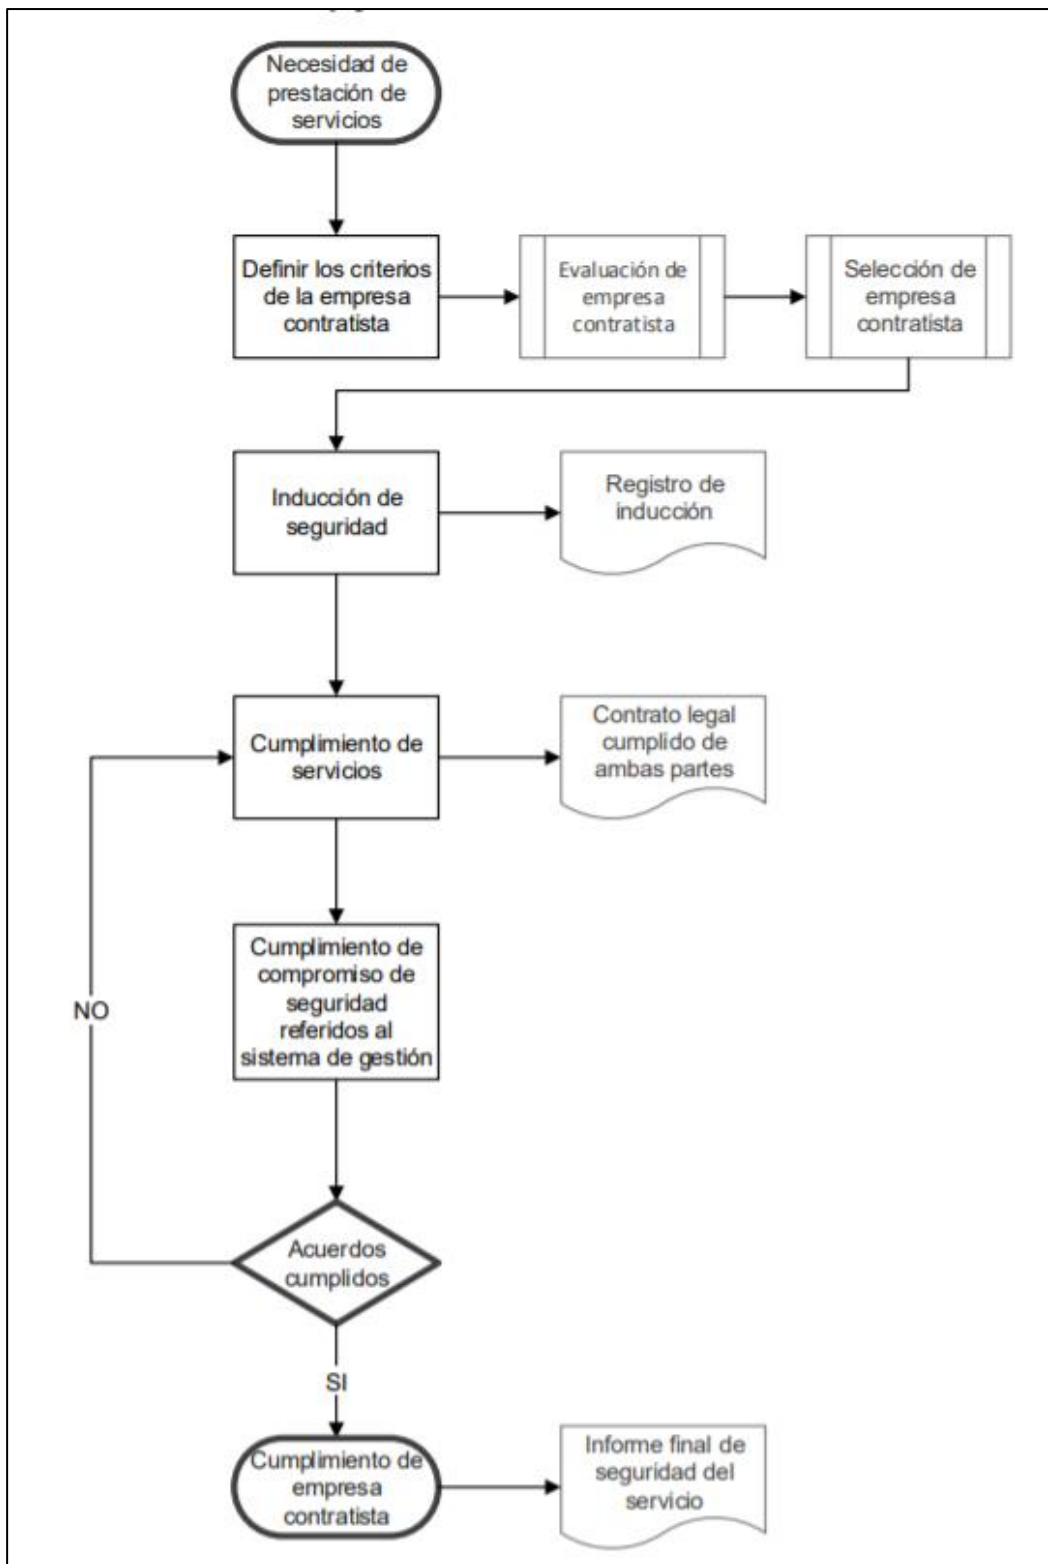 Necesidad de
prestación de
servicios
Definir los criterios
de la empresa
contratista
Evaluación de
empresa
contratista
Selección de
empresa
contratista
Inducción de
seguridad
Registro de
inducción
Cumplimiento de
servicios
Contrato legal
cumplido de
ambas partes
Cumplimiento de
compromiso de
seguridad
referidos al
sistema de gestión
NO
Acuerdos
cumplidos
SI
Cumplimiento de
empresa
contratista
Informe final de
seguridad del
servicio